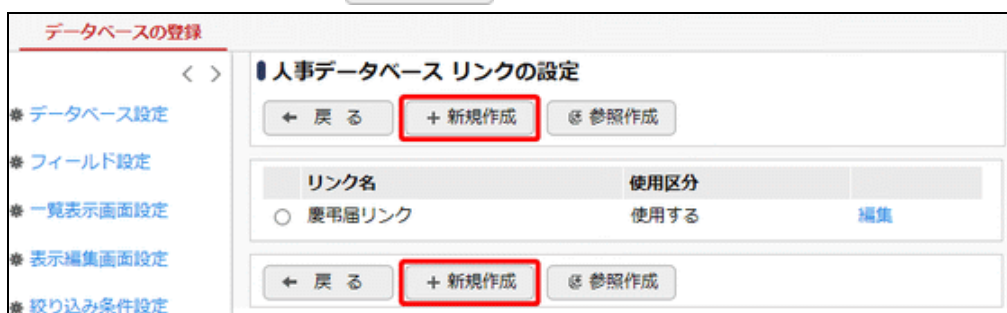 データベースの登録
< >
データベース設定
フィールド設定
一覧表示画面設定
表示編集画面設定
絞り込み条件設定
人事データベース リンクの設定
← 戻 る + 新規作成 参照作成
リンク名 使用区分
慶弔届リンク 使用する 編集
← 戻 る + 新規作成 参照作成